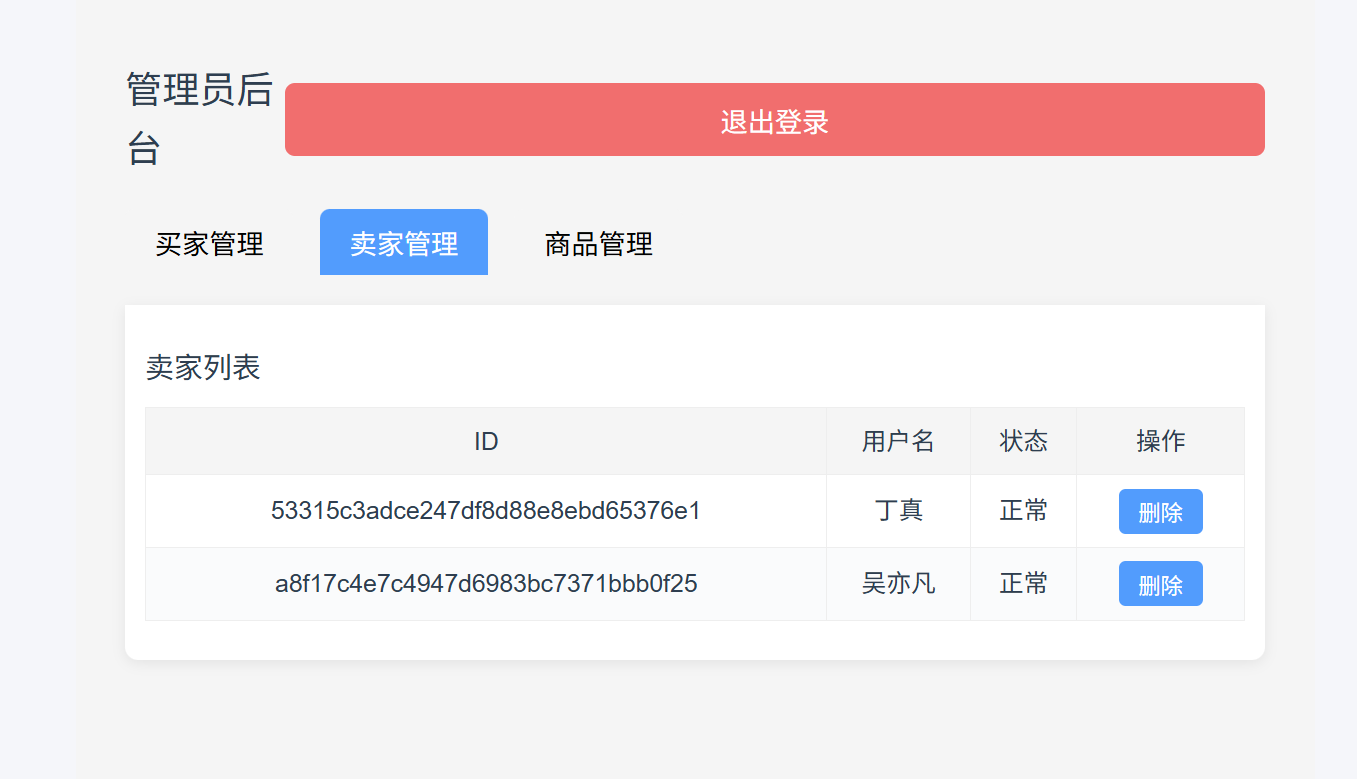 管理员后
台
退出登录
买家管理 卖家管理 商品管理
卖家列表
ID 用户名 状态 操作
53315c3adce247df8d88e8ebd65376e1 丁真 正常 删除
a8f17c4e7c4947d6983bc7371bbb0f25 吴亦凡 正常 删除